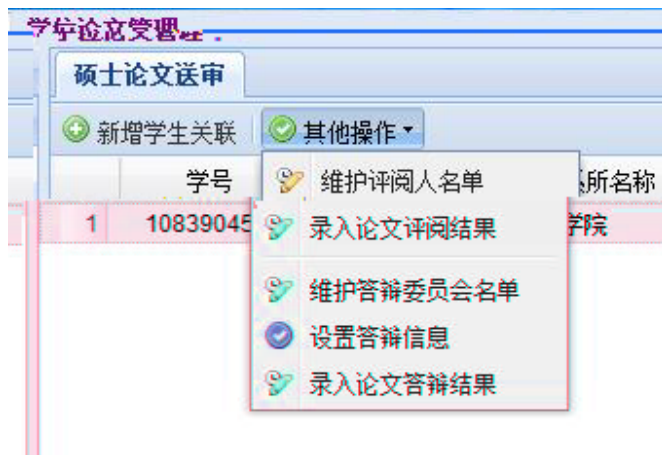 学位论文管理
硕士论文送审
新增学生关联 其他操作
学号 所名称
1 10839045 学院
维护评阅人名单
录入论文评阅结果
维护答辩委员会名单
设置答辩信息
录入论文答辩结果